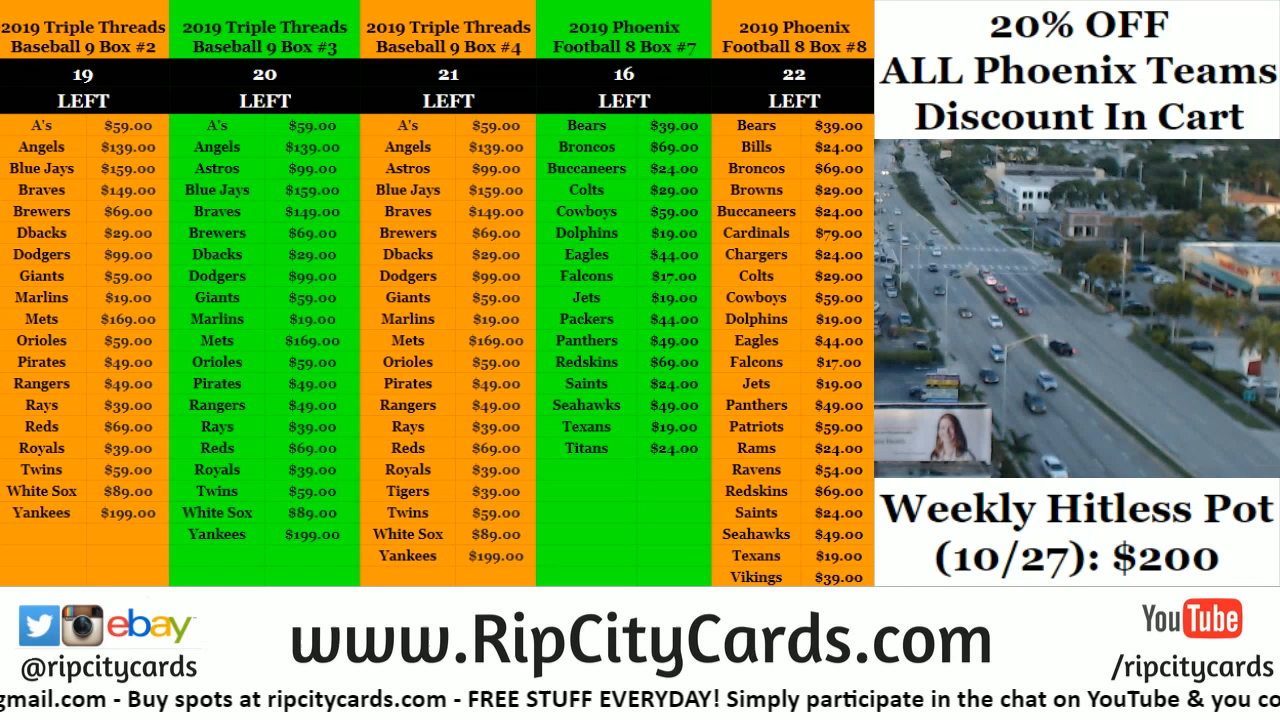 2019 Triple Threads
Baseball 9 Box #2
19
LEFT
A's $59.00
Angels $139.00
Blue Jays $159.00
Braves $149.00
Brewers $69.00
Dbacks $29.00
Dodgers $99.00
Giants $59.00
Marlins $19.00
Mets $169.00
Orioles $59.00
Pirates $49.00
Rangers $49.00
Rays $39.00
Reds $69.00
Royals $39.00
Twins $59.00
White Sox $89.00
Yankees $199.00
2019 Triple Threads
Baseball 9 Box #3
20
LEFT
A's $59.00
Angels $139.00
Astros $99.00
Blue Jays $159.00
Braves $149.00
Brewers $69.00
Dbacks $29.00
Dodgers $99.00
Giants $59.00
Marlins $19.00
Mets $169.00
Orioles $59.00
Pirates $49.00
Rangers $49.00
Rays $39.00
Reds $69.00
Royals $39.00
Twins $59.00
White Sox $89.00
Yankees $199.00
2019 Triple Threads
Baseball 9 Box #4
21
LEFT
A's $59.00
Angels $139.00
Astros $99.00
Blue Jays $159.00
Braves $149.00
Brewers $69.00
Dbacks $29.00
Dodgers $99.00
Giants $59.00
Marlins $19.00
Mets $169.00
Orioles $59.00
Pirates $49.00
Rangers $49.00
Rays $39.00
Reds $69.00
Royals $39.00
Tigers $39.00
Twins $59.00
White Sox $89.00
Yankees $199.00
2019 Phoenix
Football 8 Box #7
16
LEFT
Bears $39.00
Broncos $69.00
Buccaneers $24.00
Colts $29.00
Cowboys $59.00
Dolphins $19.00
Eagles $44.00
Falcons $17.00
Jets $19.00
Packers $44.00
Panthers $49.00
Redskins $69.00
Saints $24.00
Seahawks $49.00
Texans $19.00
Titans $24.00
2019 Phoenix
Football 8 Box #8
22
LEFT
Bears $39.00
Bills $24.00
Broncos $69.00
Browns $29.00
Buccaneers $24.00
Cardinals $79.00
Chargers $24.00
Colts $29.00
Cowboys $59.00
Dolphins $19.00
Eagles $44.00
Falcons $17.00
Jets $19.00
Panthers $49.00
Patriots $59.00
Rams $24.00
Ravens $54.00
Redskins $69.00
Saints $24.00
Seahawks $49.00
Texans $19.00
Vikings $39.00
20% OFF
ALL Phoenix Teams
Discount In Cart
Weekly Hitless Pot
(10/27): $200
ebay
@ripcitycards
www.RipCityCards.com
YouTube
/ripcitycards
gmail.com - Buy spots at ripcitycards.com - FREE STUFF EVERYDAY! Simply participate in the chat on YouTube & you co